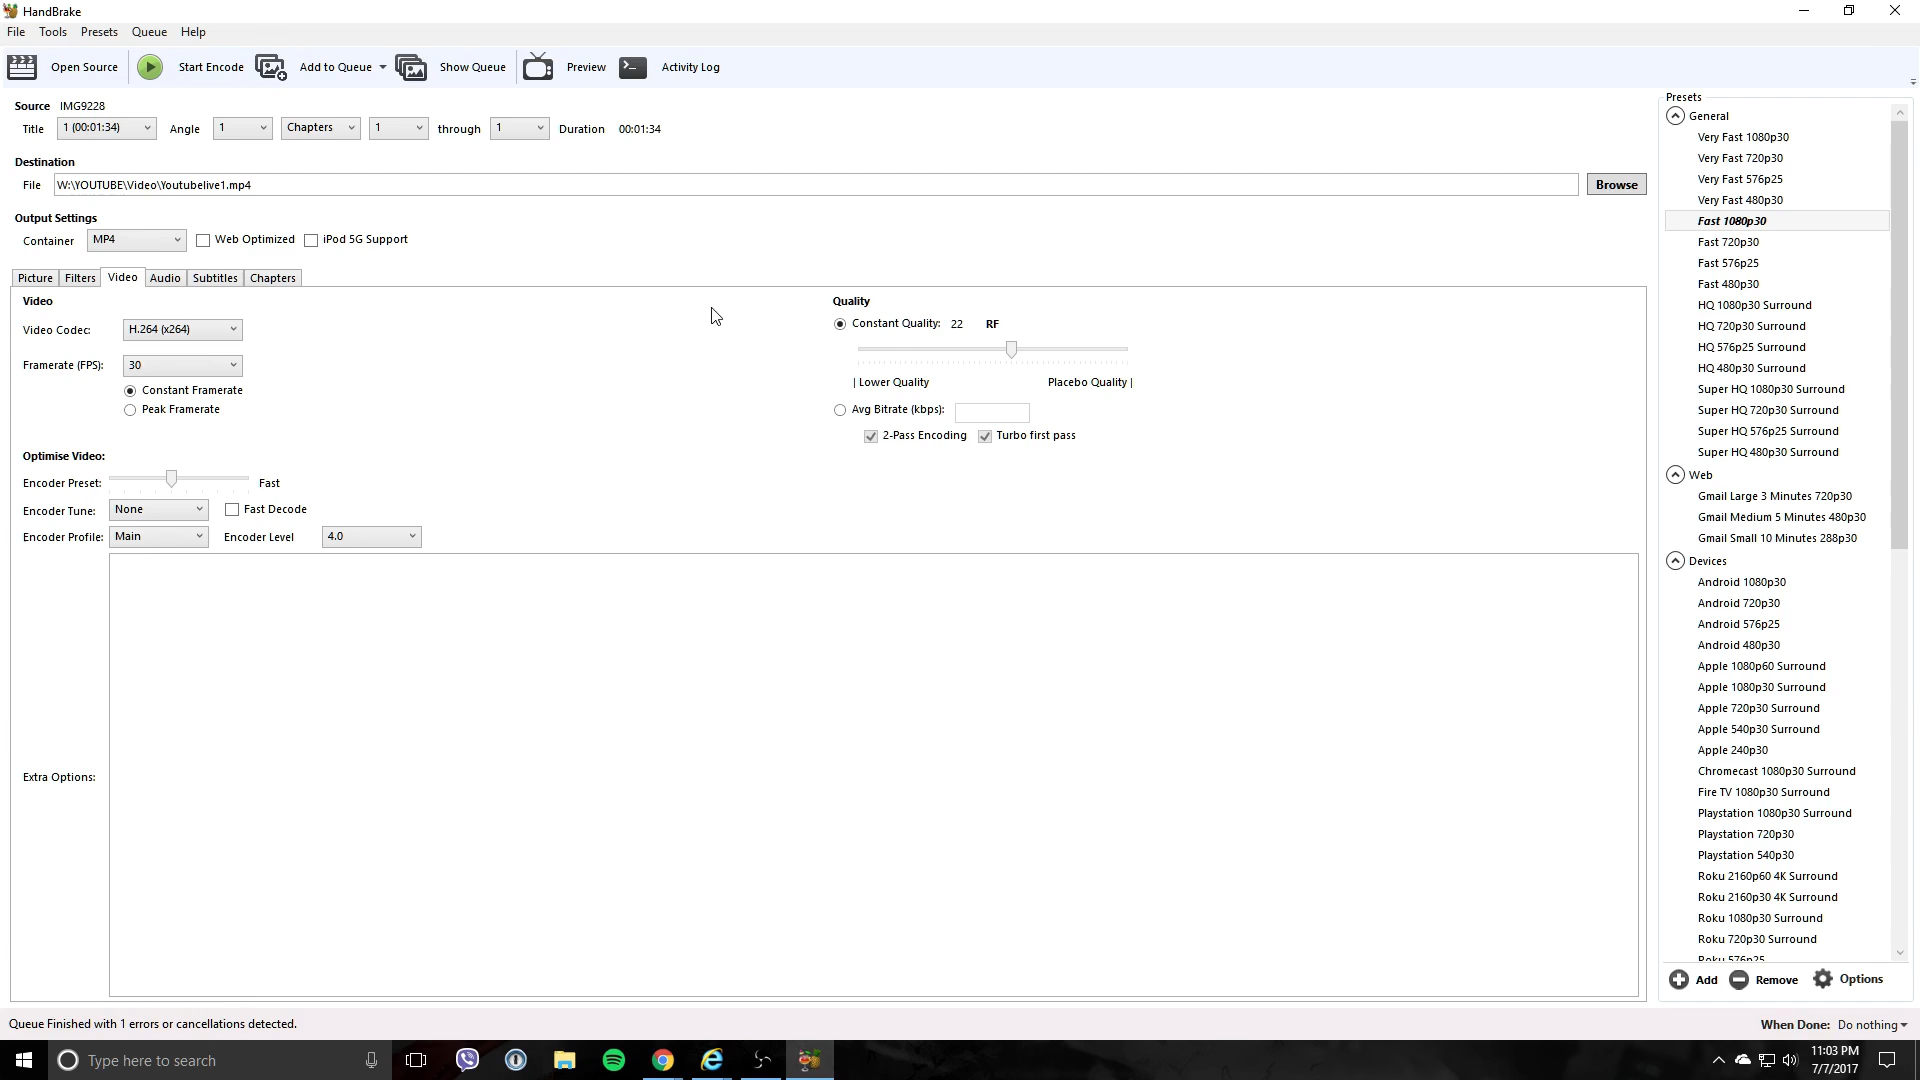 HandBrake
File Tools Presets Queue Help
Open Source Start Encode Add to Queue Show Queue Preview Activity Log
Source IMG9228
Title 1 (00:01:34) Angle 1 Chapters 1 through 1 Duration 00:01:34
Destination
File W:\YOUTUBE\Video\Youtubelive1.mp4 Browse
Output Settings
Container MP4 Web Optimized iPod 5G Support
Picture Filters Video Audio Subtitles Chapters
Video
Video Codec: H.264 (x264)
Framerate (FPS): 30
Constant Framerate
Peak Framerate
Quality
Constant Quality: 22 RF
| Lower Quality Placebo Quality |
Avg Bitrate (kbps):
2-Pass Encoding Turbo first pass
Optimise Video:
Encoder Preset: Fast
Encoder Tune: None Fast Decode
Encoder Profile: Main Encoder Level 4.0
Extra Options:
Presets
General
Very Fast 1080p30
Very Fast 720p30
Very Fast 576p25
Very Fast 480p30
Fast 1080p30
Fast 720p30
Fast 576p25
Fast 480p30
HQ 1080p30 Surround
HQ 720p30 Surround
HQ 576p25 Surround
HQ 480p30 Surround
Super HQ 1080p30 Surround
Super HQ 720p30 Surround
Super HQ 576p25 Surround
Super HQ 480p30 Surround
Web
Gmail Large 3 Minutes 720p30
Gmail Medium 5 Minutes 480p30
Gmail Small 10 Minutes 288p30
Devices
Android 1080p30
Android 720p30
Android 576p25
Android 480p30
Apple 1080p60 Surround
Apple 1080p30 Surround
Apple 720p30 Surround
Apple 540p30 Surround
Apple 240p30
Chromecast 1080p30 Surround
Fire TV 1080p30 Surround
Playstation 1080p30 Surround
Playstation 720p30
Playstation 540p30
Roku 2160p60 4K Surround
Roku 2160p30 4K Surround
Roku 1080p30 Surround
Roku 720p30 Surround
Roku 576p25
Add Remove Options
Queue Finished with 1 errors or cancellations detected.
When Done: Do nothing
Type here to search
11:03 PM
7/7/2017